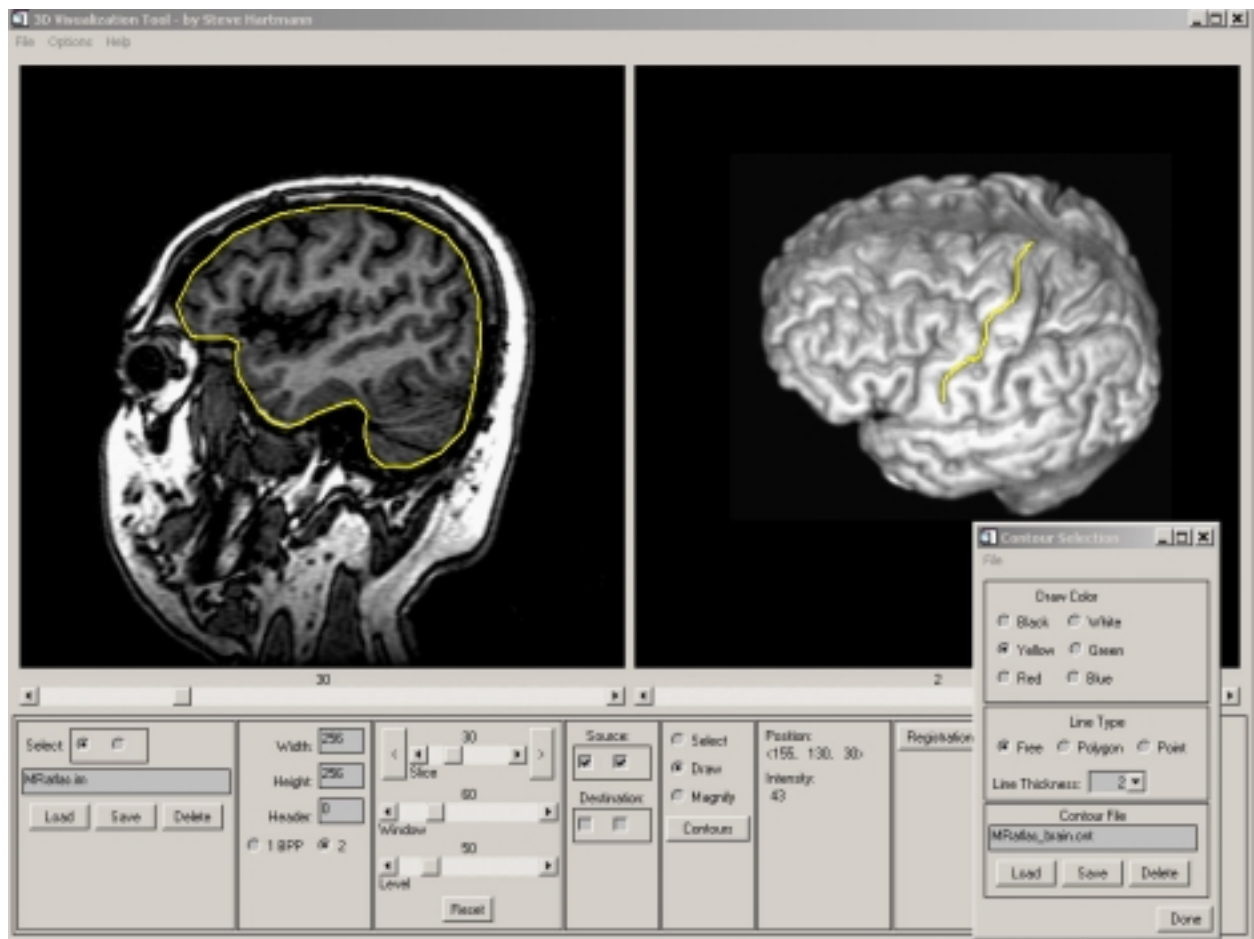 3D Visualization Tool - by Steve Hartmann
File Options Help
30
2
Select:
MRatlas.im
Load Save Delete
Width: 256
Height: 256
Header: 0
1 BPP 2
< 30 >
Slice
60
Window
50
Level
Reset
Source:
Destination:
Select
Draw
Magnify
Contours
Position:
<155, 130, 30>
Intensity:
43
Registration
Contour Selection
File
Draw Color
Black White
Yellow Green
Red Blue
Line Type
Free Polygon Point
Line Thickness: 2
Contour File
MRatlas_brain.cnt
Load Save Delete
Done